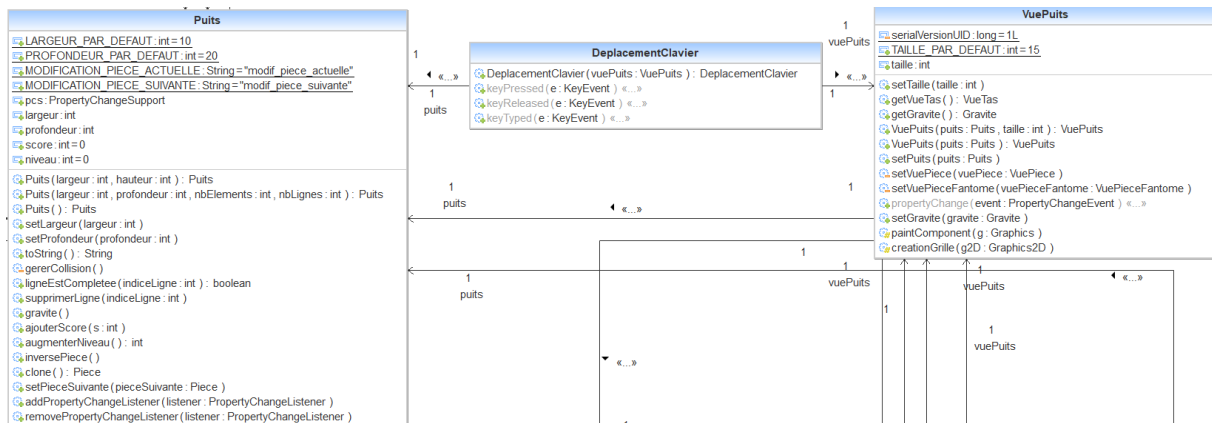 Puits
LARGEUR_PAR_DEFAUT : int = 10
PROFONDEUR_PAR_DEFAUT : int = 20
MODIFICATION_PIECE_ACTUELLE : String = "modif_piece_actuelle"
MODIFICATION_PIECE_SUIVANTE : String = "modif_piece_suivante"
pcs : PropertyChangeSupport
largeur : int
profondeur : int
score : int = 0
niveau : int = 0
Puits ( largeur : int , hauteur : int ) : Puits
Puits ( largeur : int , profondeur : int , nbElements : int , nbLignes : int ) : Puits
Puits ( ) : Puits
setLargeur ( largeur : int )
setProfondeur ( profondeur : int )
toString ( ) : String
gererCollision ( )
ligneEstCompletee ( indiceLigne : int ) : boolean
supprimerLigne ( indiceLigne : int )
gravite ( )
ajouterScore ( s : int )
augmenterNiveau ( ) : int
inversePiece ( )
clone ( ) : Piece
setPieceSuivante ( pieceSuivante : Piece )
addPropertyChangeListener ( listener : PropertyChangeListener )
removePropertyChangeListener ( listener : PropertyChangeListener )
1
«...»
1
puits
DeplacementClavier
DeplacementClavier ( vuePuits : VuePuits ) : DeplacementClavier
keyPressed ( e : KeyEvent ) «...»
keyReleased ( e : KeyEvent ) «...»
keyTyped ( e : KeyEvent ) «...»
1
vuePuits
«...»
1
VuePuits
serialVersionUID : long = 1L
TAILLE_PAR_DEFAUT : int = 15
taille : int
setTaille ( taille : int )
getVueTas ( ) : VueTas
getGravite ( ) : Gravite
VuePuits ( puits : Puits , taille : int ) : VuePuits
VuePuits ( puits : Puits ) : VuePuits
setPuits ( puits : Puits )
setVuePiece ( vuePiece : VuePiece )
setVuePieceFantome ( vuePieceFantome : VuePieceFantome )
propertyChange ( event : PropertyChangeEvent ) «...»
setGravite ( gravite : Gravite )
paintComponent ( g : Graphics )
creationGrille ( g2D : Graphics2D )
1
puits
«...»
1
1
puits
1
1
vuePuits
1
vuePuits
«...»
1
1
vuePuits
«...»